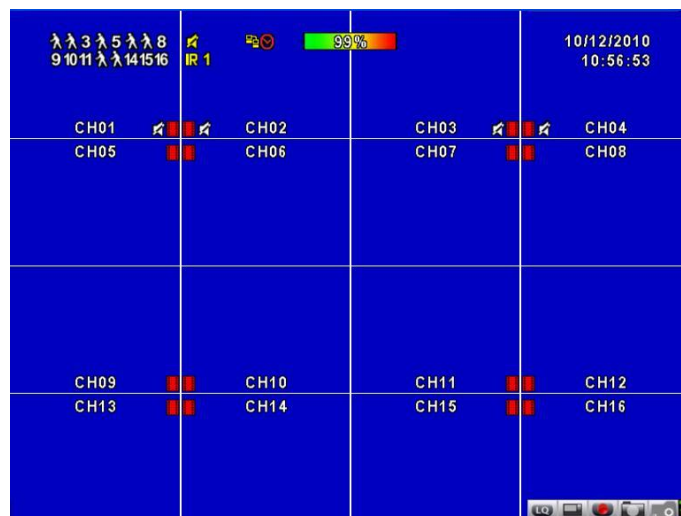 3 5 8
9 10 11 14 15 16 IR 1
99%
10/12/2010
10:56:53
CH01 CH02 CH03 CH04
CH05 CH06 CH07 CH08
CH09 CH10 CH11 CH12
CH13 CH14 CH15 CH16
LQ